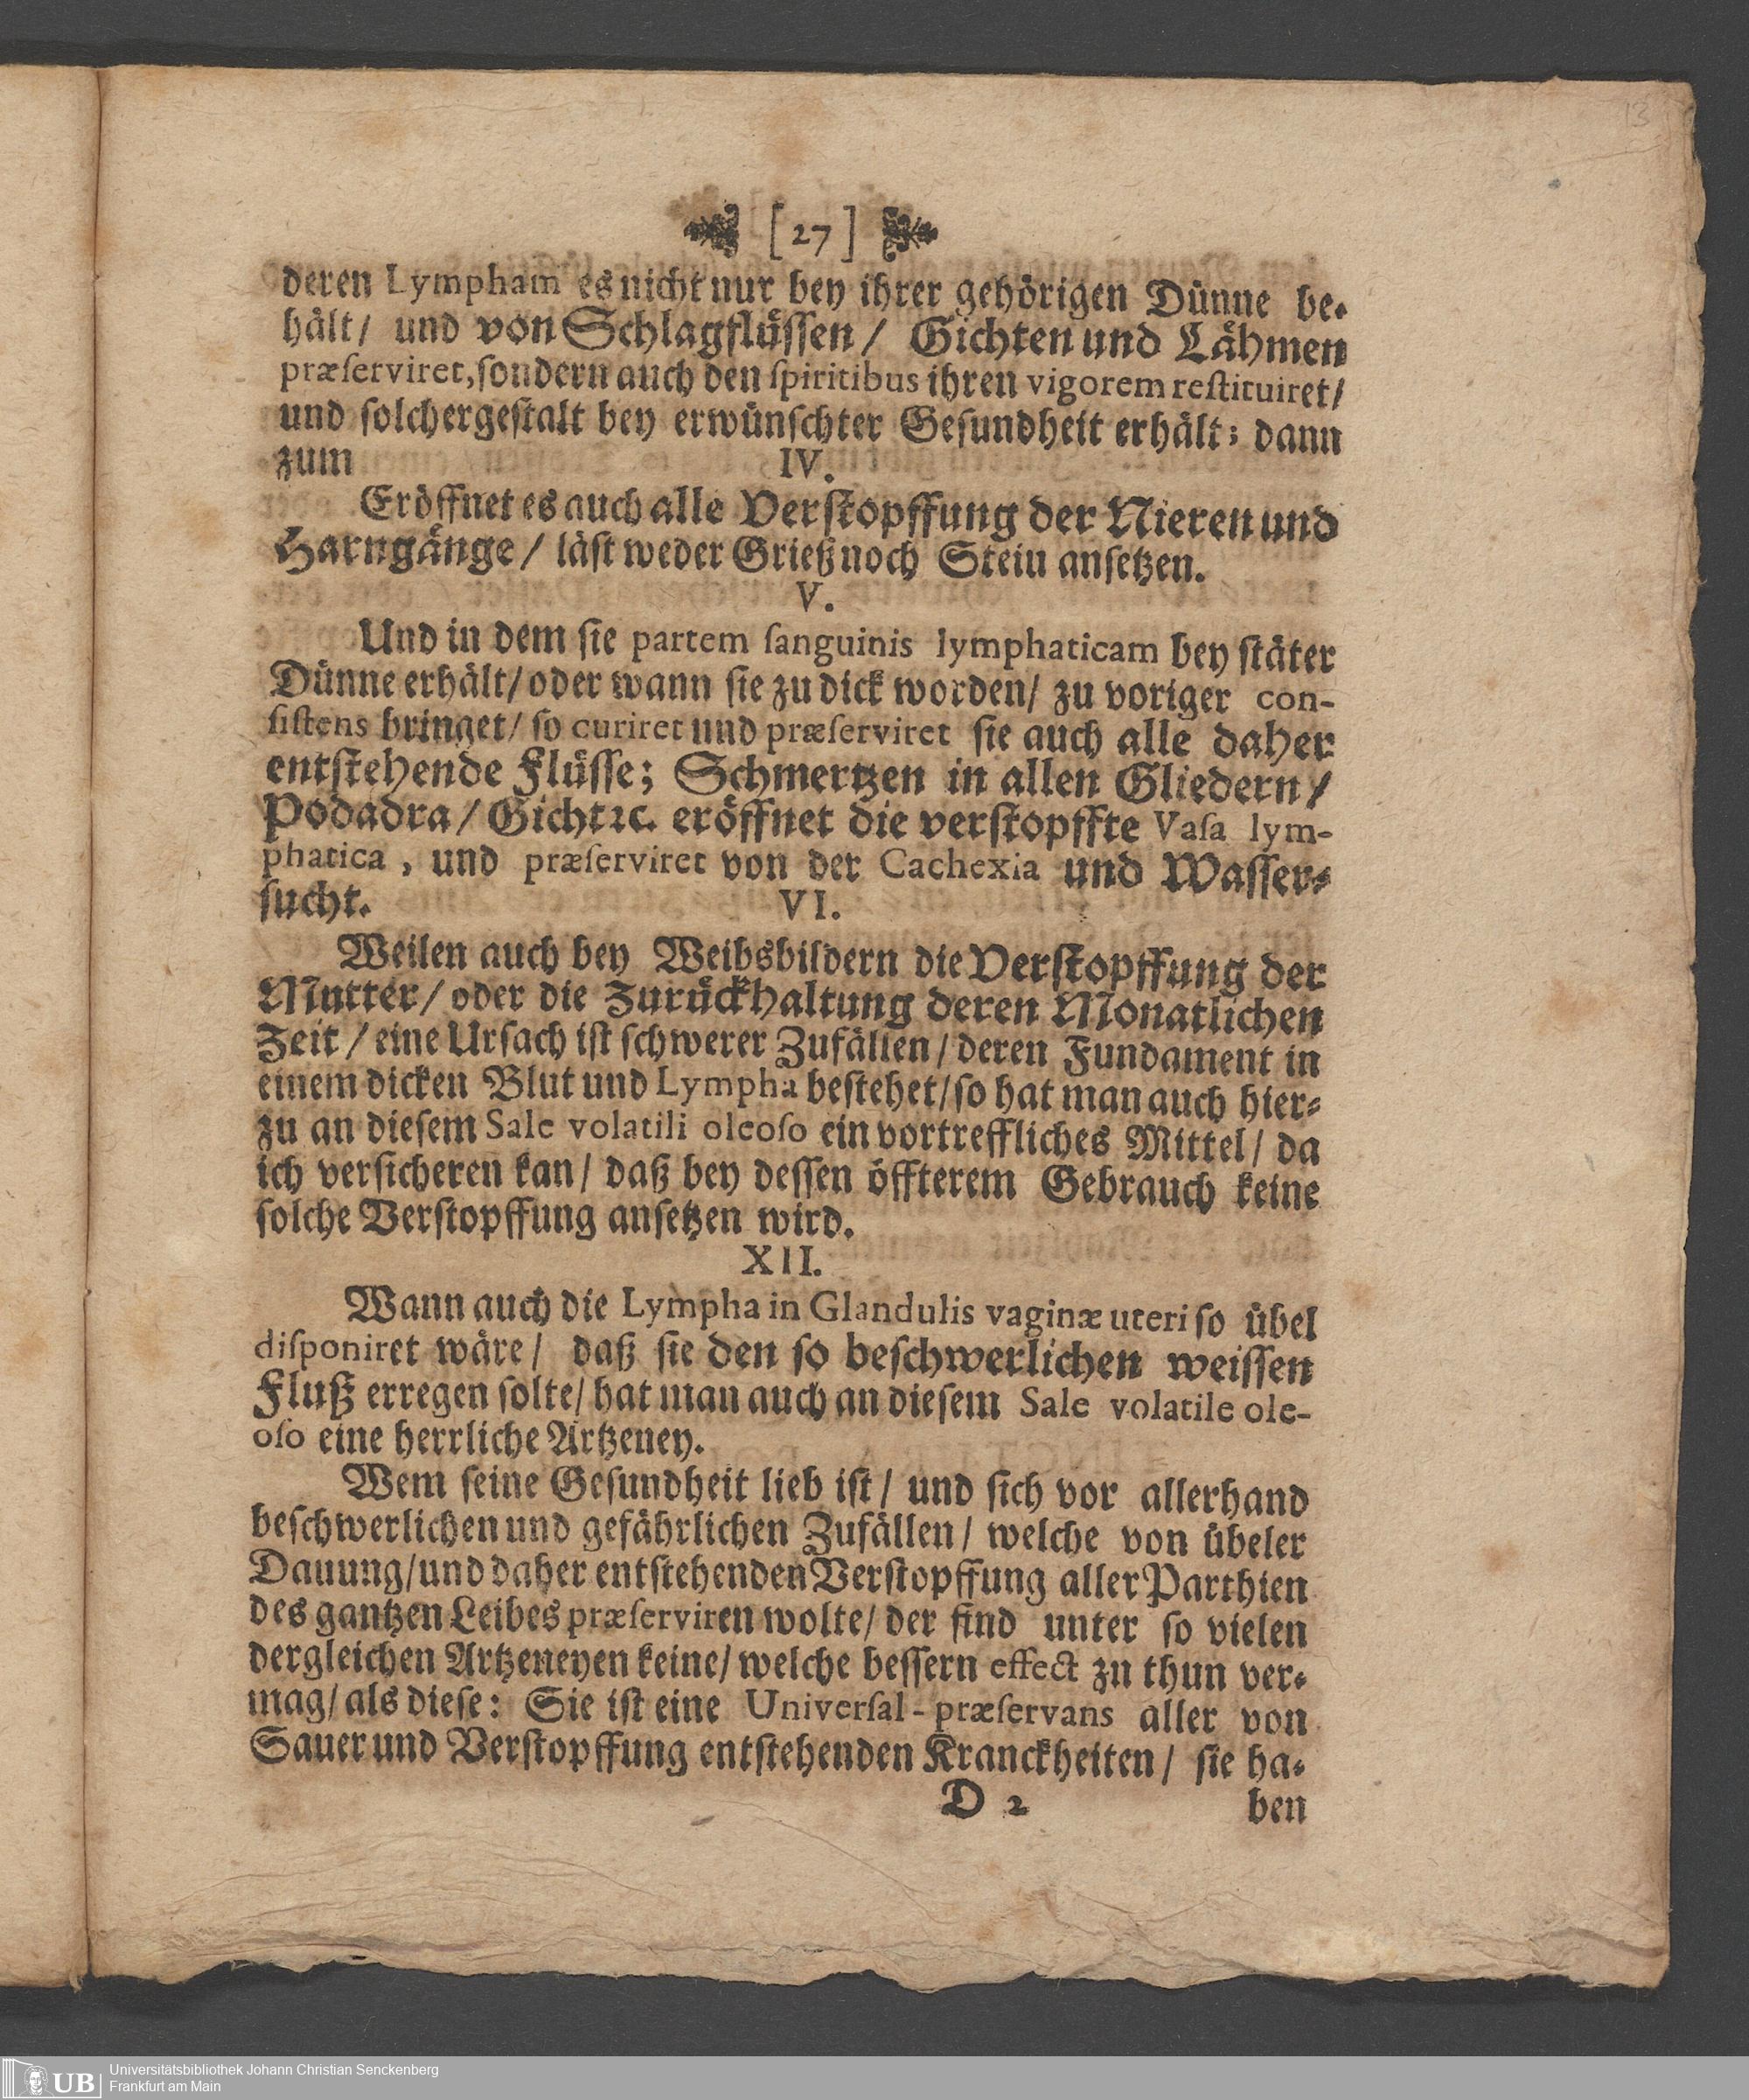 13
[27]
deren Lympham es nicht nur bey ihrer gehörigen Dünne be-
hält/ und von Schlagflüssen/ Gichten und Lähmen
præſerviret, ſondern auch den ſpiritibus ihren vigorem reſtituiret/
und ſolchergeſtalt bey erwünſchter Geſundheit erhält; dann
zum IV.
Eröffnet es auch alle Verſtopffung der Nieren und
Harngänge/ läſt weder Grieß noch Steiu anſetzen.
V.
Und in dem ſie partem ſanguinis lymphaticam bey ſtäter
Dünne erhält/ oder wann ſie zu dick worden/ zu voriger con-
ſiſtens bringet/ ſo curiret und præſerviret ſie auch alle daher
entſtehende Flüſſe; Schmertzen in allen Gliedern/
Podadra/ Gicht ꝛc. eröffnet die verſtopffte Vaſa lym-
phatica, und præſerviret von der Cachexia und Waſſer-
ſucht. VI.
Weilen auch bey Weibsbildern die Verſtopffung der
Mutter/ oder die Zurückhaltung deren Monatlichen
Zeit/ eine Urſach iſt ſchwerer Zufällen/ deren Fundament in
einem dicken Blut und Lympha beſtehet/ ſo hat man auch hier-
zu an dieſem Sale volatili oleoſo ein vortreffliches Mittel/ da
ich verſicheren kan/ daß bey deſſen öffterem Gebrauch keine
ſolche Verſtopffung anſetzen wird.
XII.
Wann auch die Lympha in Glandulis vaginæ uteri ſo übel
diſponiret wäre/ daß ſie den ſo beſchwerlichen weiſſen
Fluß erregen ſolte/ hat man auch an dieſem Sale volatile ole-
oſo eine herrliche Artzeney.
Wem ſeine Geſundheit lieb iſt/ und ſich vor allerhand
beſchwerlichen und gefährlichen Zufällen/ welche von übeler
Dauung/ und daher entſtehenden Verſtopffung aller Parthien
des gantzen Leibes præſerviren wolte/ der find unter ſo vielen
dergleichen Artzeneyen keine/ welche beſſern effect zu thun ver-
mag/ als dieſe: Sie iſt eine Univerſal-præſervans aller von
Sauer und Verſtopffung entſtehenden Kranckheiten/ ſie ha-
D 2 ben
UB Universitätsbibliothek Johann Christian Senckenberg
Frankfurt am Main